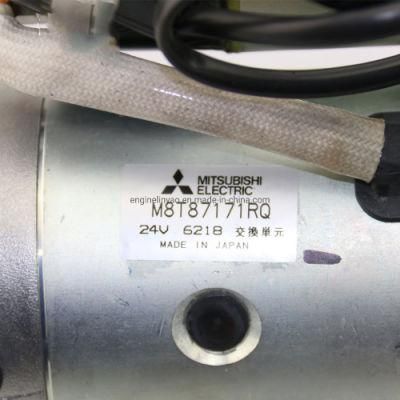 MITSUBISHI
ELECTRIC
enginelinyao.en.made-in-china.com
M8T87171RQ
24V 6218 交換単元
MADE IN JAPAN